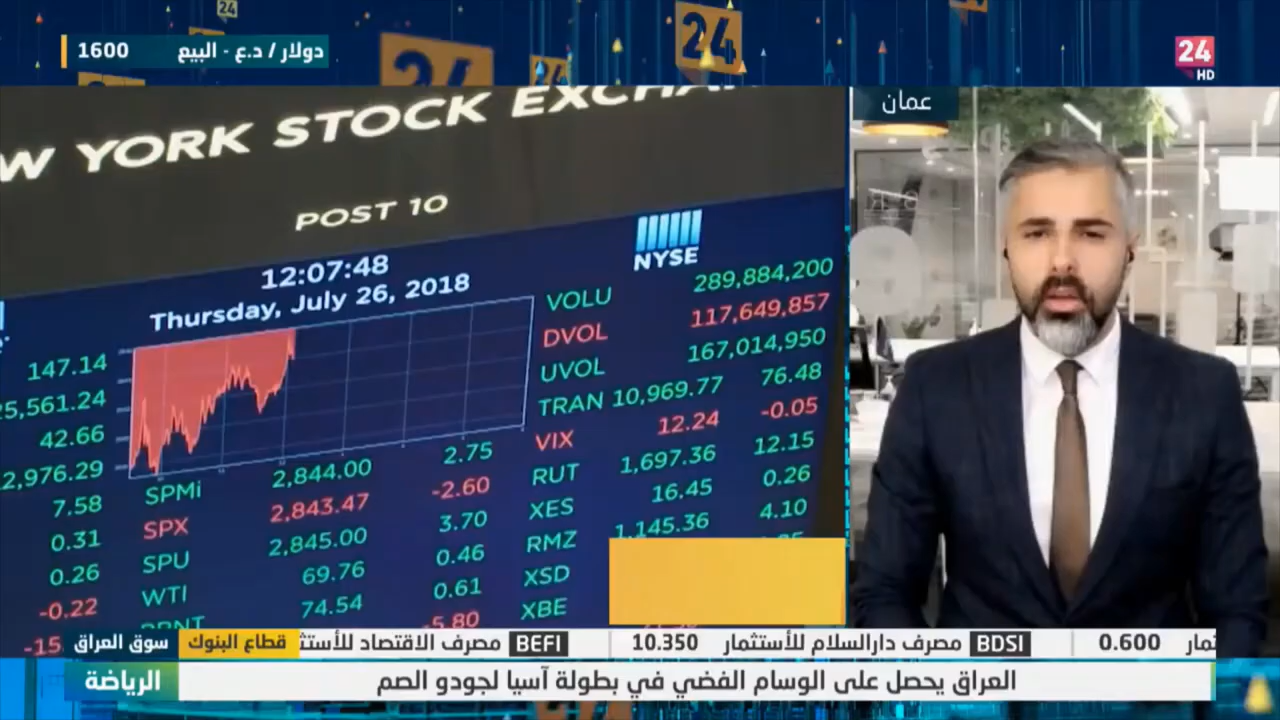 24
دولار / د.ع - البيع 1600
24
24
24
HD
عمان
W YORK STOCK EXCHA
POST 10
12:07:48
Thursday, July 26, 2018
NYSE
147.14
25,561.24
42.66
2,976.29
7.58
0.31
0.26
-0.22
-15
SPMi 2,844.00 2.75
SPX 2,843.47 -2.60
SPU 2,845.00 3.70
WTI 69.76 0.46
74.54 0.61
-5.80
VOLU 289,884,200
DVOL 117,649,857
UVOL 167,014,950
TRAN 10,969.77 76.48
VIX 12.24 -0.05
RUT 1,697.36 12.15
XES 16.45 0.26
RMZ 1,145.36 4.10
XSD
XBE
سوق العراق
قطاع البنوك
مصرف الاقتصاد للأستث BEFI
10.350 مصرف دارالسلام للأستثمار BDSI
0.600 ثمار
الرياضة
العراق يحصل على الوسام الفضي في بطولة آسيا لجودو الصم